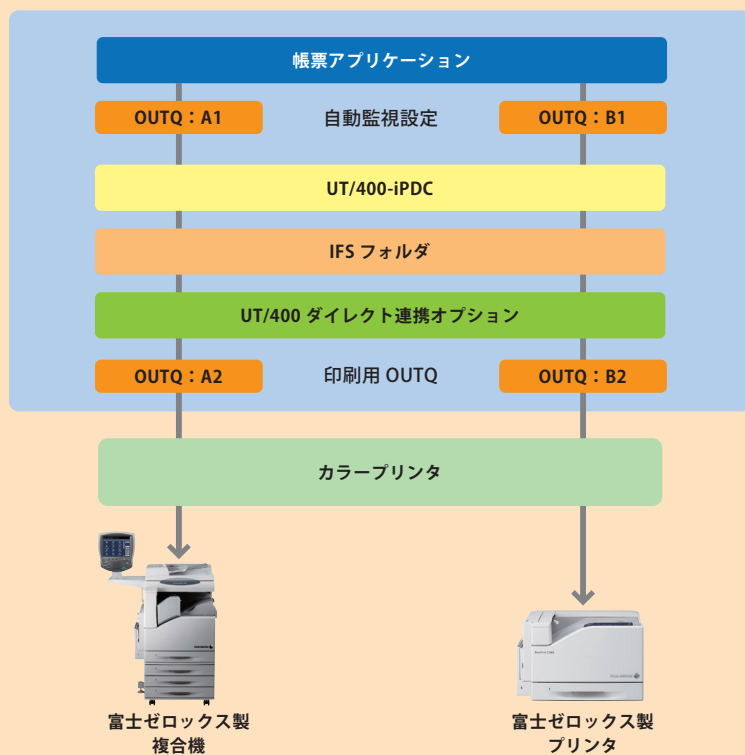 帳票アプリケーション
OUTQ：A1 自動監視設定 OUTQ：B1
UT/400-iPDC
IFS フォルダ
UT/400 ダイレクト連携オプション
OUTQ：A2 印刷用 OUTQ OUTQ：B2
カラープリンタ
富士ゼロックス製
複合機
富士ゼロックス製
プリンタ